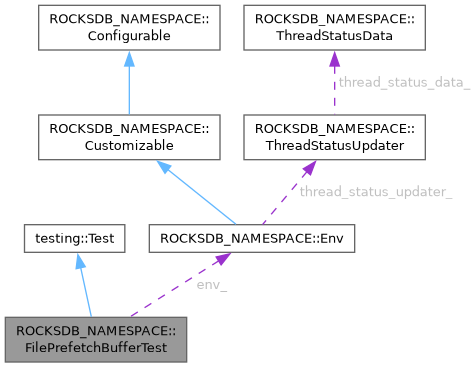 ROCKSDB_NAMESPACE::
Configurable
ROCKSDB_NAMESPACE::
ThreadStatusData
thread_status_data_
ROCKSDB_NAMESPACE::
Customizable
ROCKSDB_NAMESPACE::
ThreadStatusUpdater
thread_status_updater_
testing::Test
ROCKSDB_NAMESPACE::Env
env_
ROCKSDB_NAMESPACE::
FilePrefetchBufferTest